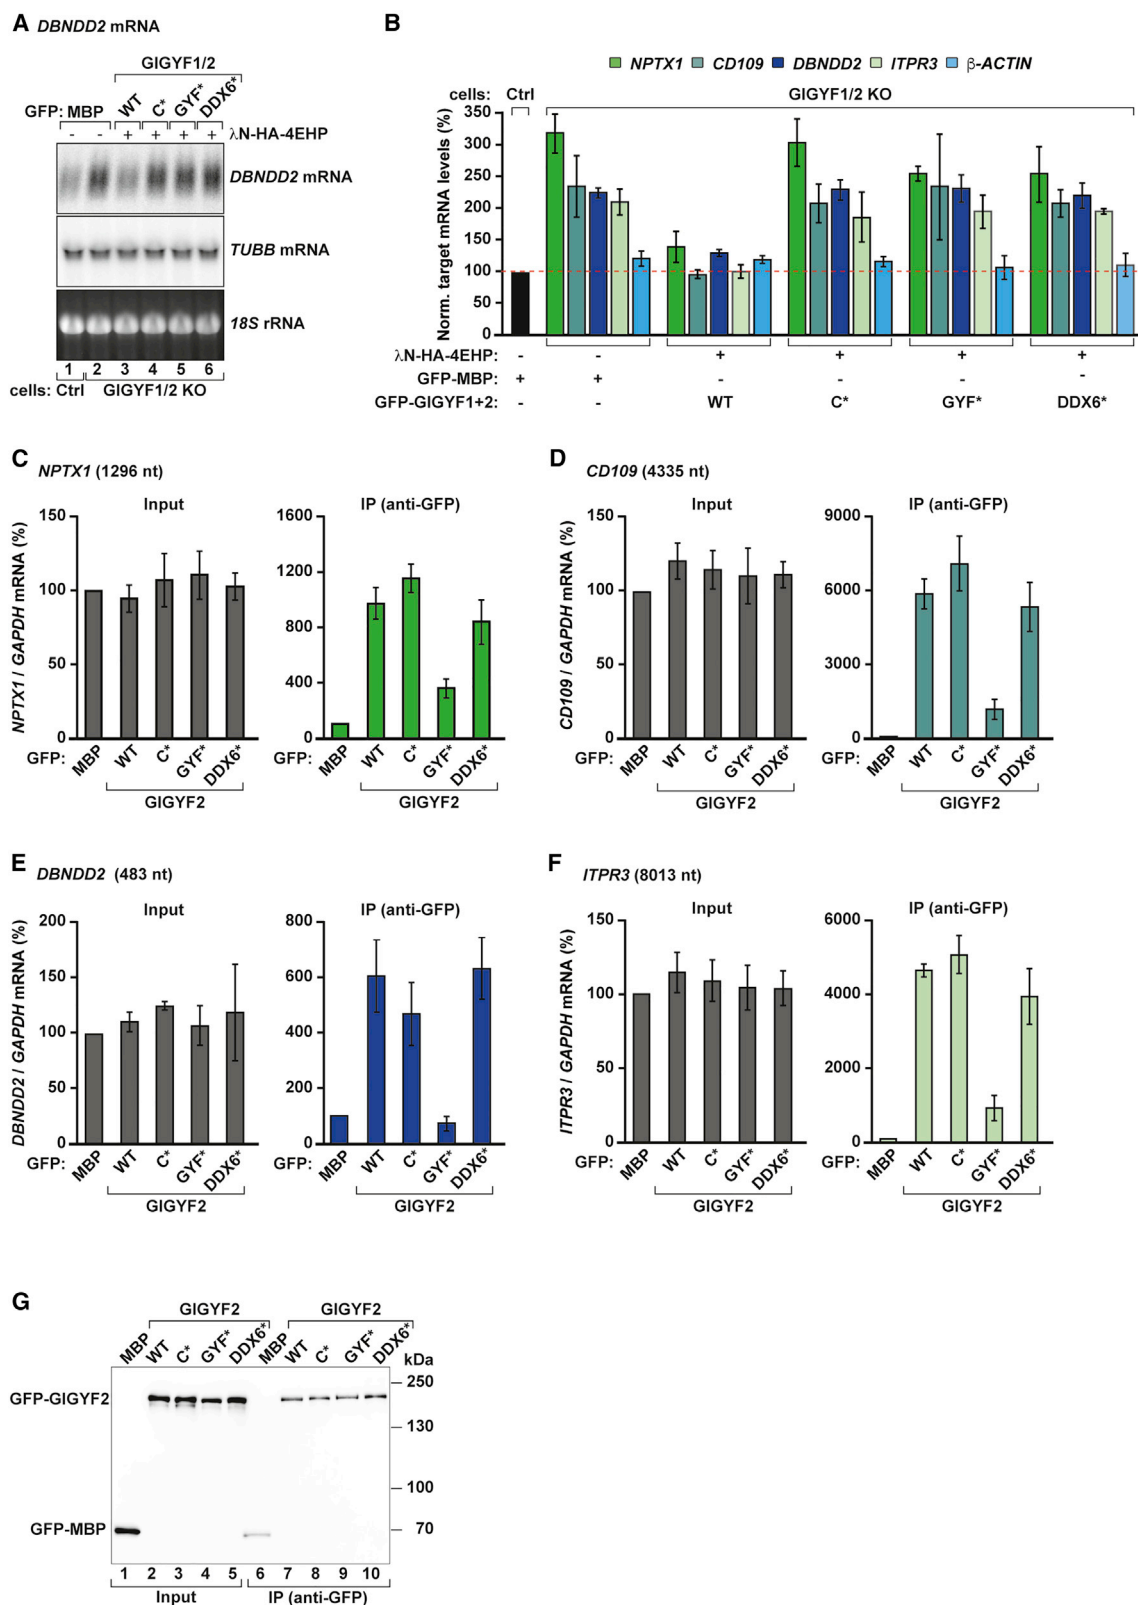 A DBNDD2 mRNA
GIGYF1/2
GFP: MBP WT C* GYF* DDX6*
- - + + + + λN-HA-4EHP
DBNDD2 mRNA
TUBB mRNA
18S rRNA
1 2 3 4 5 6
cells: Ctrl GIGYF1/2 KO
B
NPTX1 CD109 DBNDD2 ITPR3 β-ACTIN
cells: Ctrl GIGYF1/2 KO
Norm. target mRNA levels (%)
350
300
250
200
150
100
50
0
λN-HA-4EHP: - - + + + +
GFP-MBP: + + - - - -
GFP-GIGYF1+2: - - WT C* GYF* DDX6*
C NPTX1 (1296 nt)
Input
NPTX1 / GAPDH mRNA (%)
150
100
50
0
GFP: MBP WT C* GYF* DDX6*
GIGYF2
IP (anti-GFP)
1600
1200
800
400
0
MBP WT C* GYF* DDX6*
GIGYF2
D CD109 (4335 nt)
Input
CD109 / GAPDH mRNA (%)
150
100
50
0
GFP: MBP WT C* GYF* DDX6*
GIGYF2
IP (anti-GFP)
9000
6000
3000
0
MBP WT C* GYF* DDX6*
GIGYF2
E DBNDD2 (483 nt)
Input
DBNDD2 / GAPDH mRNA (%)
200
150
100
50
0
GFP: MBP WT C* GYF* DDX6*
GIGYF2
IP (anti-GFP)
800
600
400
200
0
MBP WT C* GYF* DDX6*
GIGYF2
F ITPR3 (8013 nt)
Input
ITPR3 / GAPDH mRNA (%)
150
100
50
0
GFP: MBP WT C* GYF* DDX6*
GIGYF2
IP (anti-GFP)
6000
4000
2000
0
MBP WT C* GYF* DDX6*
GIGYF2
G
GIGYF2 GIGYF2
MBP WT C* GYF* DDX6* MBP WT C* GYF* DDX6*
kDa
GFP-GIGYF2
250
130
100
GFP-MBP 70
1 2 3 4 5 6 7 8 9 10
Input IP (anti-GFP)